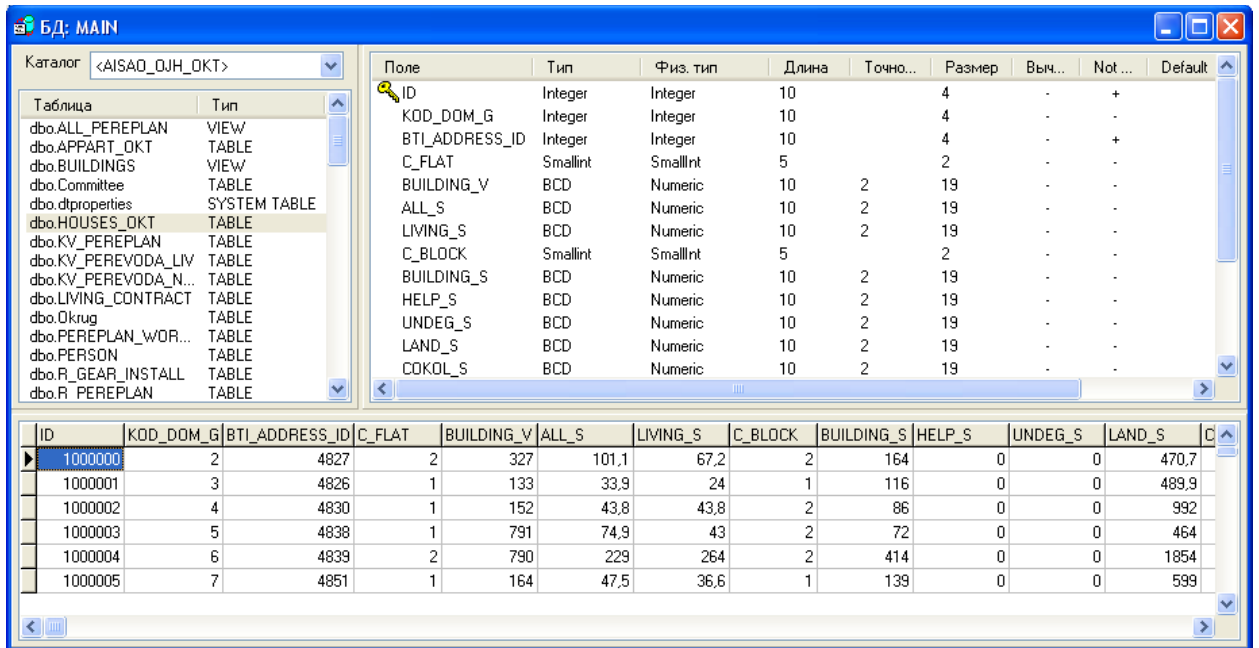 БД: MAIN
Каталог <AISAO_OJH_OKT>
Таблица Тип
dbo.ALL_PEREPLAN VIEW
dbo.APPART_OKT TABLE
dbo.BUILDINGS VIEW
dbo.Committee TABLE
dbo.dtproperties SYSTEM TABLE
dbo.HOUSES_OKT TABLE
dbo.KV_PEREPLAN TABLE
dbo.KV_PEREVODA_LIV TABLE
dbo.KV_PEREVODA_N... TABLE
dbo.LIVING_CONTRACT TABLE
dbo.Okrug TABLE
dbo.PEREPLAN_WOR... TABLE
dbo.PERSON TABLE
dbo.R_GEAR_INSTALL TABLE
dbo.R_PEREPLAN TABLE
Поле Тип Физ. тип Длина Точно... Размер Выч... Not ... Default
ID Integer Integer 10 4 - +
KOD_DOM_G Integer Integer 10 4 - -
BTI_ADDRESS_ID Integer Integer 10 4 - +
C_FLAT Smallint SmallInt 5 2 - -
BUILDING_V BCD Numeric 10 2 19 - -
ALL_S BCD Numeric 10 2 19 - -
LIVING_S BCD Numeric 10 2 19 - -
C_BLOCK Smallint SmallInt 5 2 - -
BUILDING_S BCD Numeric 10 2 19 - -
HELP_S BCD Numeric 10 2 19 - -
UNDEG_S BCD Numeric 10 2 19 - -
LAND_S BCD Numeric 10 2 19 - -
COKOL_S BCD Numeric 10 2 19 - -
ID KOD_DOM_G BTI_ADDRESS_ID C_FLAT BUILDING_V ALL_S LIVING_S C_BLOCK BUILDING_S HELP_S UNDEG_S LAND_S C
1000000 2 4827 2 327 101,1 67,2 2 164 0 0 470,7
1000001 3 4826 1 133 33,9 24 1 116 0 0 489,9
1000002 4 4830 1 152 43,8 43,8 2 86 0 0 992
1000003 5 4838 1 791 74,9 43 2 72 0 0 464
1000004 6 4839 2 790 229 264 2 414 0 0 1854
1000005 7 4851 1 164 47,5 36,6 1 139 0 0 599